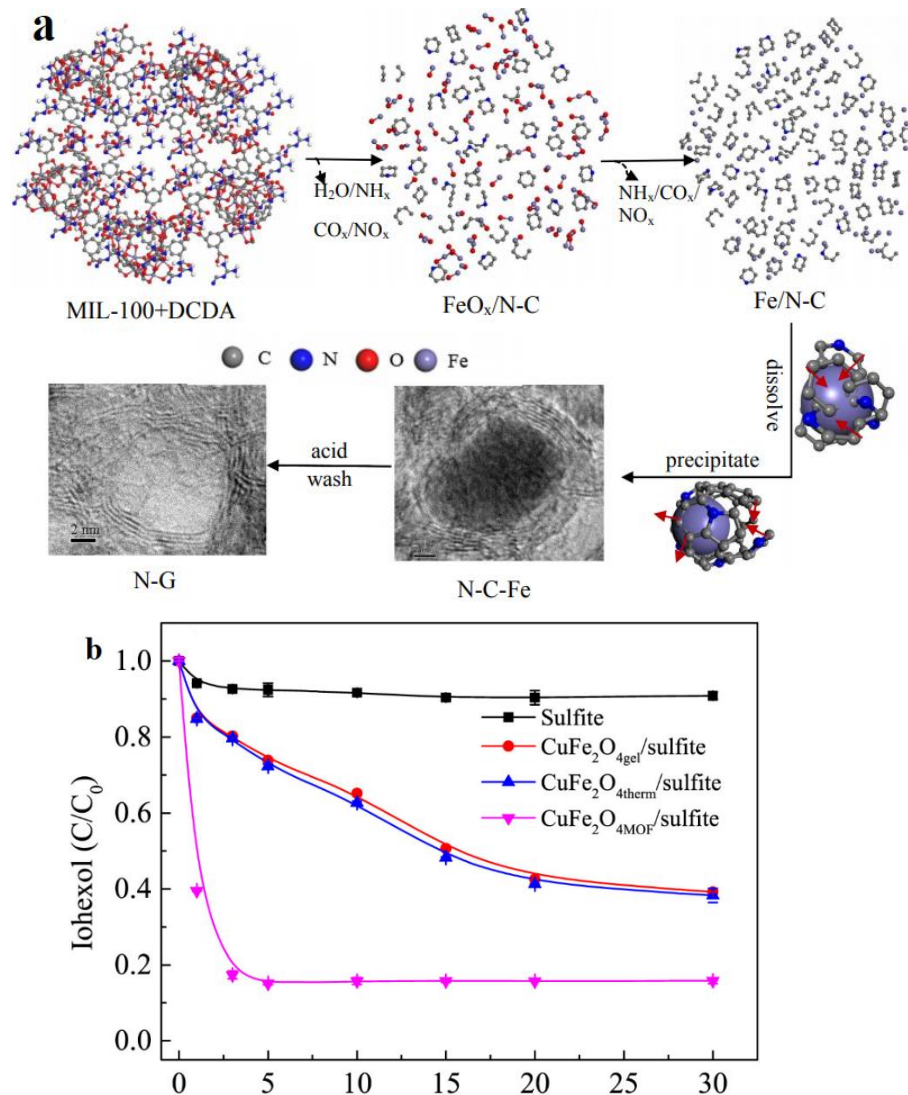 a
H₂O/NHₓ
COₓ/NOₓ
NHₓ/COₓ/
NOₓ
MIL-100+DCDA
FeOₓ/N-C
Fe/N-C
C N O Fe
dissolve
acid
wash
precipitate
2 nm
N-G
N-C-Fe
b
1.0
0.8
0.6
0.4
0.2
0.0
Iohexol (C/C₀)
Sulfite
CuFe₂O₄gel/sulfite
CuFe₂O₄therm/sulfite
CuFe₂O₄MOF/sulfite
0 5 10 15 20 25 30